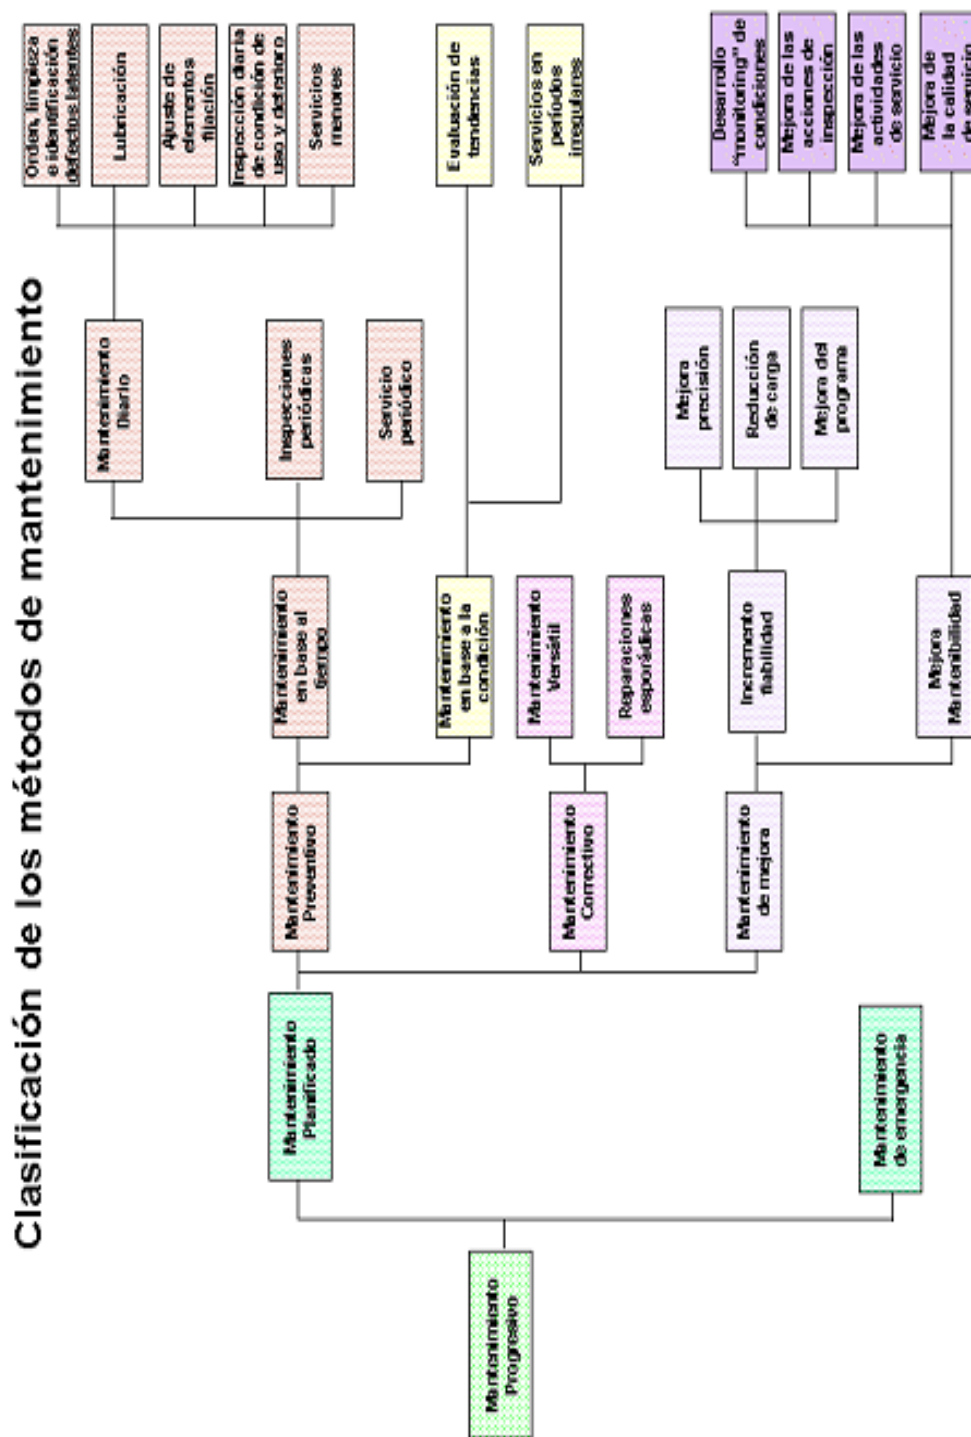 Clasificación de los métodos de mantenimiento
Mantenimiento
Progresivo
Mantenimiento
Planificado
Mantenimiento
de emergencia
Mantenimiento
Preventivo
Mantenimiento
Correctivo
Mantenimiento
de mejora
Mantenimiento
en base al
tiempo
Mantenimiento
en base a la
condición
Mantenimiento
Versátil
Reparaciones
esporádicas
Incremento
fiabilidad
Mejora
Mantenibilidad
Mantenimiento
Diario
Inspecciones
periódicas
Servicio
periódico
Mejora
precisión
Reducción
de carga
Mejora del
programa
Orden, limpieza
e identificación
defectos latentes
Lubricación
Ajuste de
elementos
fijación
Inspección diaria
de condición de
uso y deterioro
Servicios
menores
Evaluación de
tendencias
Servicios en
períodos
irregulares
Desarrollo
"monitoring" de
condiciones
Mejora de las
acciones de
inspección
Mejora de las
actividades
de servicio
Mejora de
la calidad
de servicio